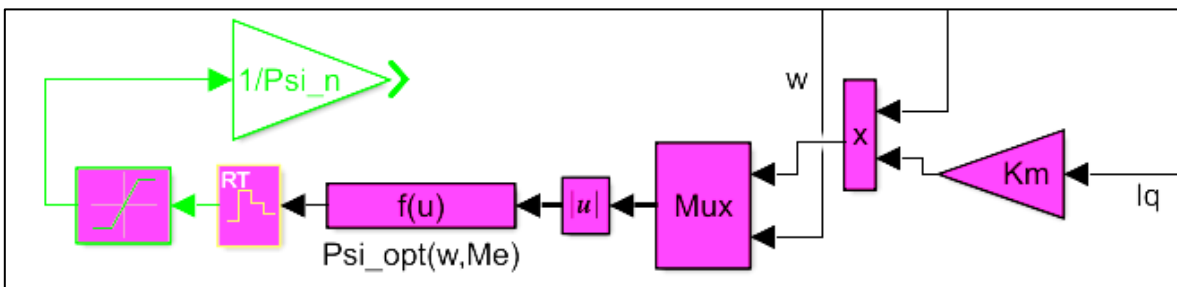 1/Psi_n
w
x
Km
Iq
RT
f(u)
|u|
Mux
Psi_opt(w,Me)